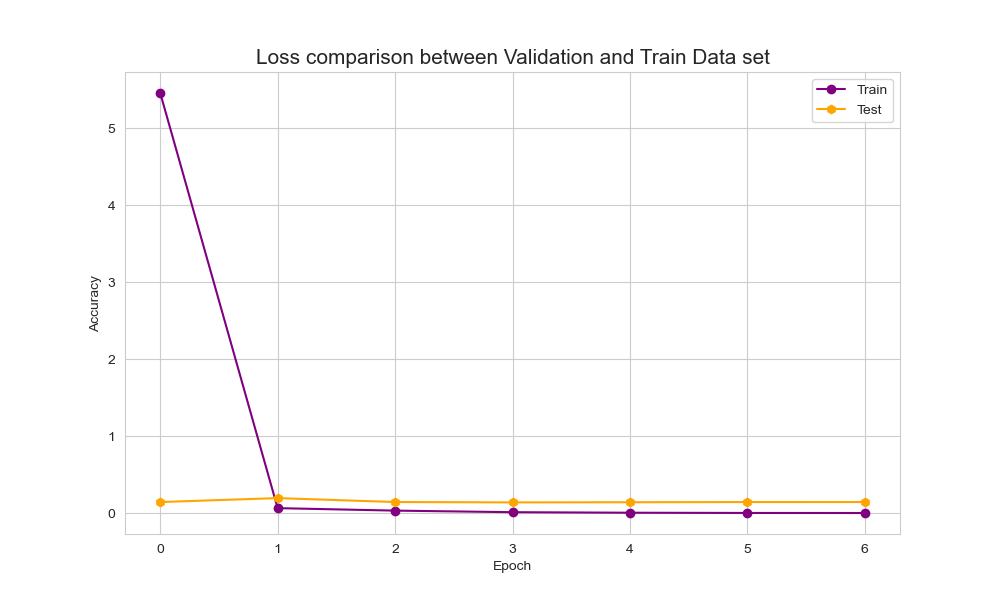 Loss comparison between Validation and Train Data set
Train
Test
5
4
3
2
1
0
Accuracy
0 1 2 3 4 5 6
Epoch